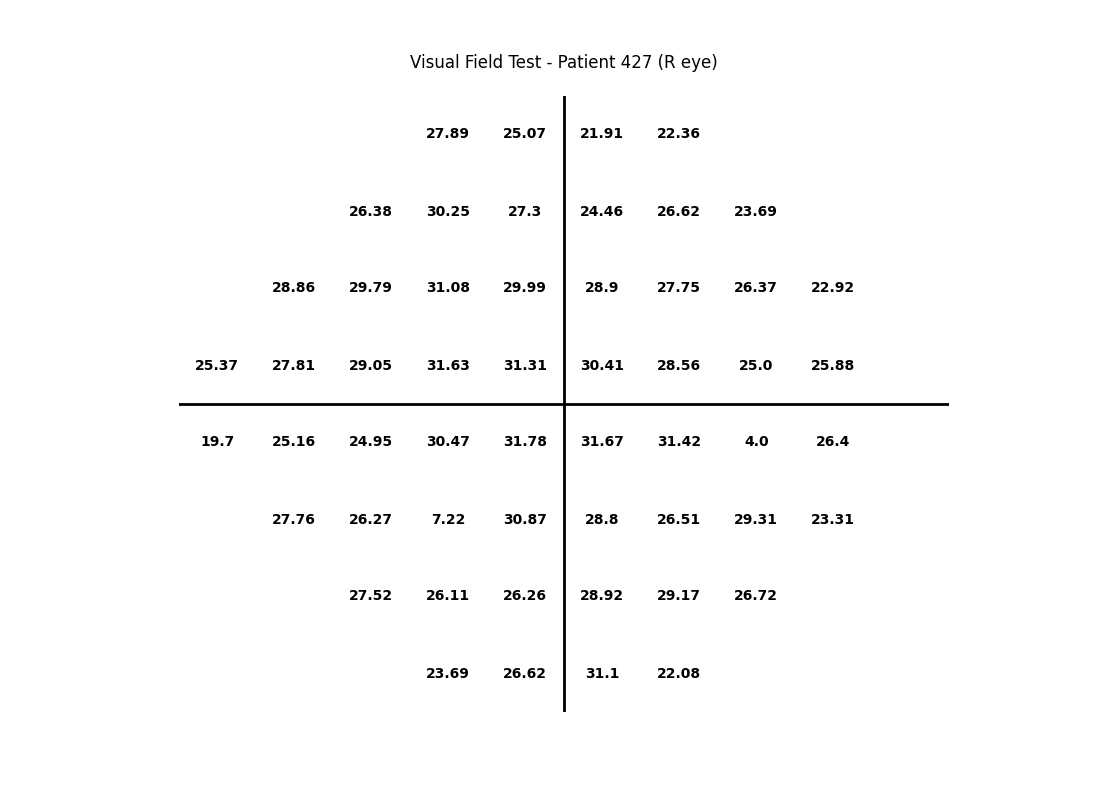 Visual Field Test - Patient 427 (R eye)
27.89 25.07 21.91 22.36
26.38 30.25 27.3 24.46 26.62 23.69
28.86 29.79 31.08 29.99 28.9 27.75 26.37 22.92
25.37 27.81 29.05 31.63 31.31 30.41 28.56 25.0 25.88
19.7 25.16 24.95 30.47 31.78 31.67 31.42 4.0 26.4
27.76 26.27 7.22 30.87 28.8 26.51 29.31 23.31
27.52 26.11 26.26 28.92 29.17 26.72
23.69 26.62 31.1 22.08